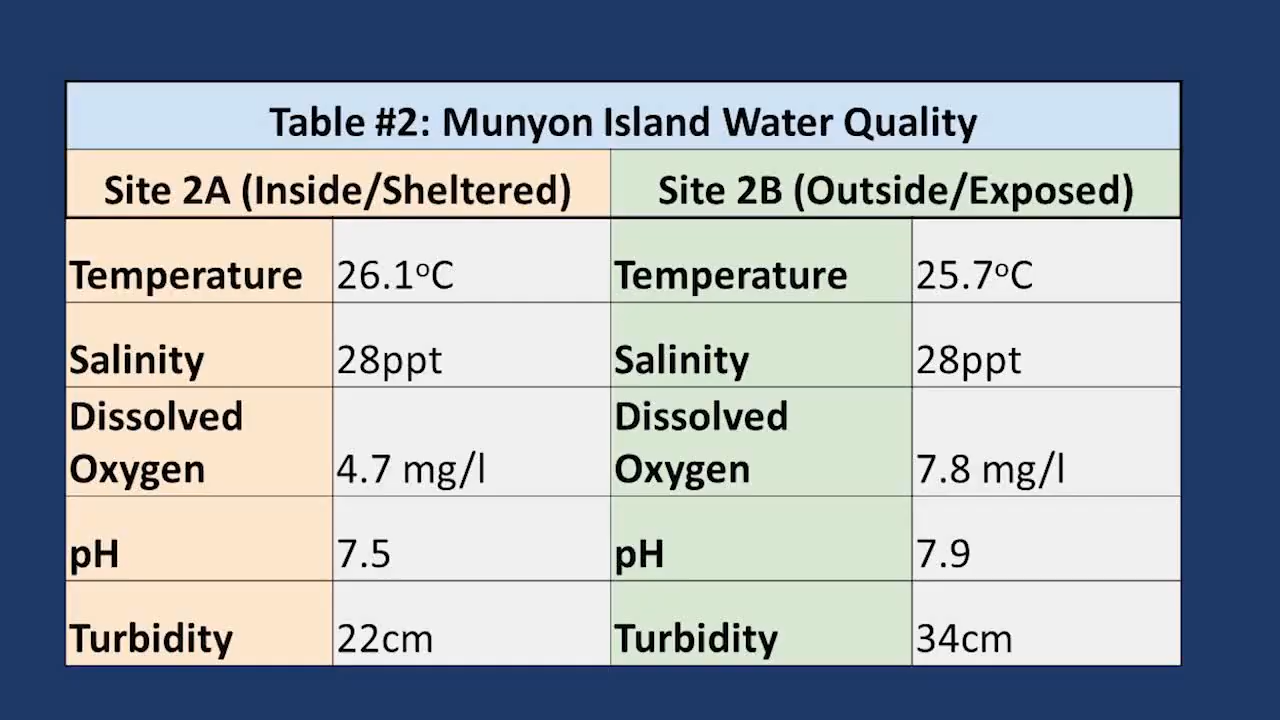 Table #2: Munyon Island Water Quality
Site 2A (Inside/Sheltered) Site 2B (Outside/Exposed)
Temperature 26.1°C Temperature 25.7°C
Salinity 28ppt Salinity 28ppt
Dissolved Dissolved
Oxygen 4.7 mg/l Oxygen 7.8 mg/l
pH 7.5 pH 7.9
Turbidity 22cm Turbidity 34cm